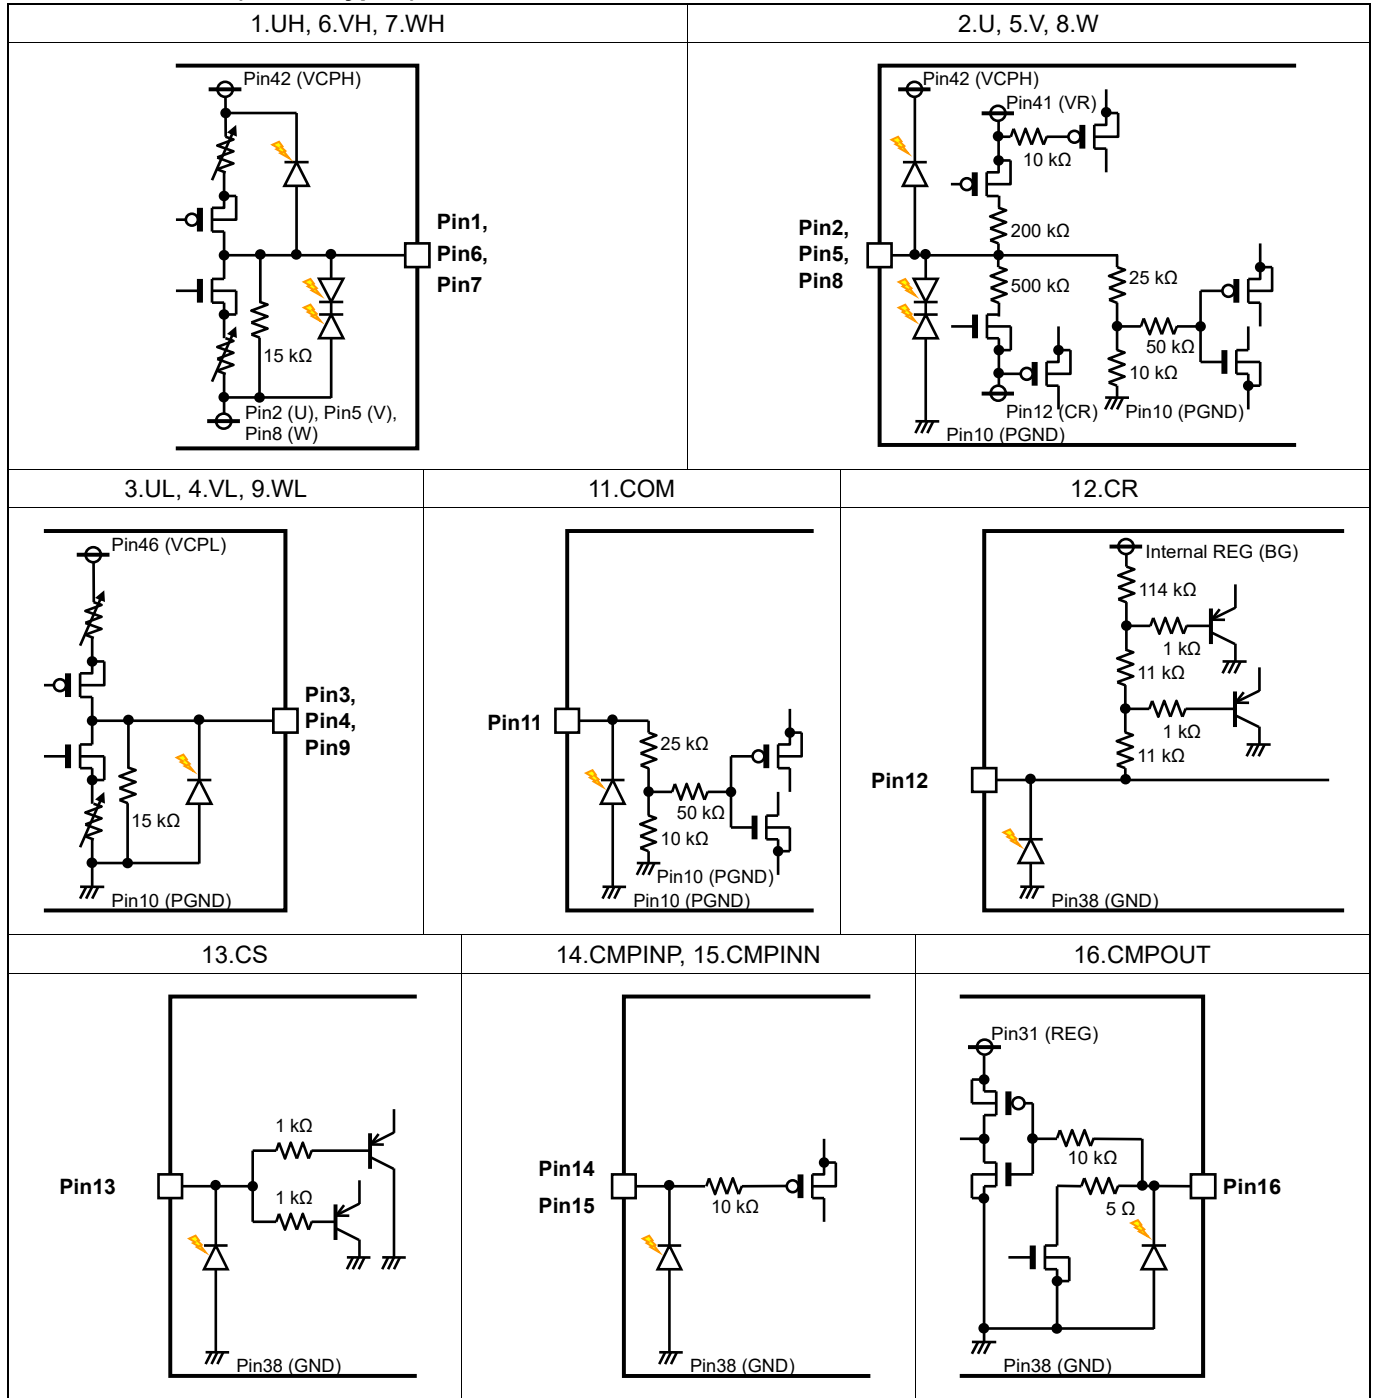 1.UH, 6.VH, 7.WH
2.U, 5.V, 8.W
Pin42 (VCPH)
15 kΩ
Pin2 (U), Pin5 (V),
Pin8 (W)
Pin1,
Pin6,
Pin7
Pin42 (VCPH)
Pin41 (VR)
10 kΩ
200 kΩ
Pin2,
Pin5,
Pin8
500 kΩ
25 kΩ
50 kΩ
10 kΩ
Pin12 (CR)
Pin10 (PGND)
Pin10 (PGND)
3.UL, 4.VL, 9.WL
11.COM
12.CR
Pin46 (VCPL)
15 kΩ
Pin10 (PGND)
Pin3,
Pin4,
Pin9
Pin11
25 kΩ
50 kΩ
10 kΩ
Pin10 (PGND)
Pin10 (PGND)
Internal REG (BG)
114 kΩ
1 kΩ
11 kΩ
1 kΩ
11 kΩ
Pin12
Pin38 (GND)
13.CS
14.CMPINP, 15.CMPINN
16.CMPOUT
1 kΩ
Pin13
1 kΩ
Pin38 (GND)
Pin14
Pin15
10 kΩ
Pin38 (GND)
Pin31 (REG)
10 kΩ
5 Ω
Pin16
Pin38 (GND)